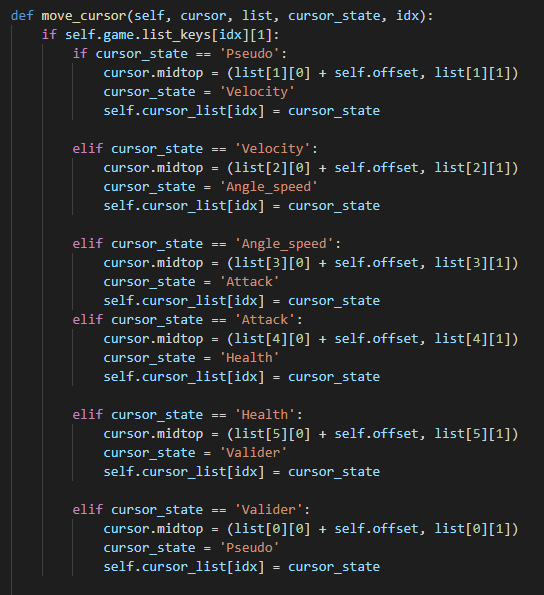 def move_cursor(self, cursor, list, cursor_state, idx):
    if self.game.list_keys[idx][1]:
        if cursor_state == 'Pseudo':
            cursor.midtop = (list[1][0] + self.offset, list[1][1])
            cursor_state = 'Velocity'
            self.cursor_list[idx] = cursor_state

        elif cursor_state == 'Velocity':
            cursor.midtop = (list[2][0] + self.offset, list[2][1])
            cursor_state = 'Angle_speed'
            self.cursor_list[idx] = cursor_state

        elif cursor_state == 'Angle_speed':
            cursor.midtop = (list[3][0] + self.offset, list[3][1])
            cursor_state = 'Attack'
            self.cursor_list[idx] = cursor_state
        elif cursor_state == 'Attack':
            cursor.midtop = (list[4][0] + self.offset, list[4][1])
            cursor_state = 'Health'
            self.cursor_list[idx] = cursor_state

        elif cursor_state == 'Health':
            cursor.midtop = (list[5][0] + self.offset, list[5][1])
            cursor_state = 'Valider'
            self.cursor_list[idx] = cursor_state

        elif cursor_state == 'Valider':
            cursor.midtop = (list[0][0] + self.offset, list[0][1])
            cursor_state = 'Pseudo'
            self.cursor_list[idx] = cursor_state